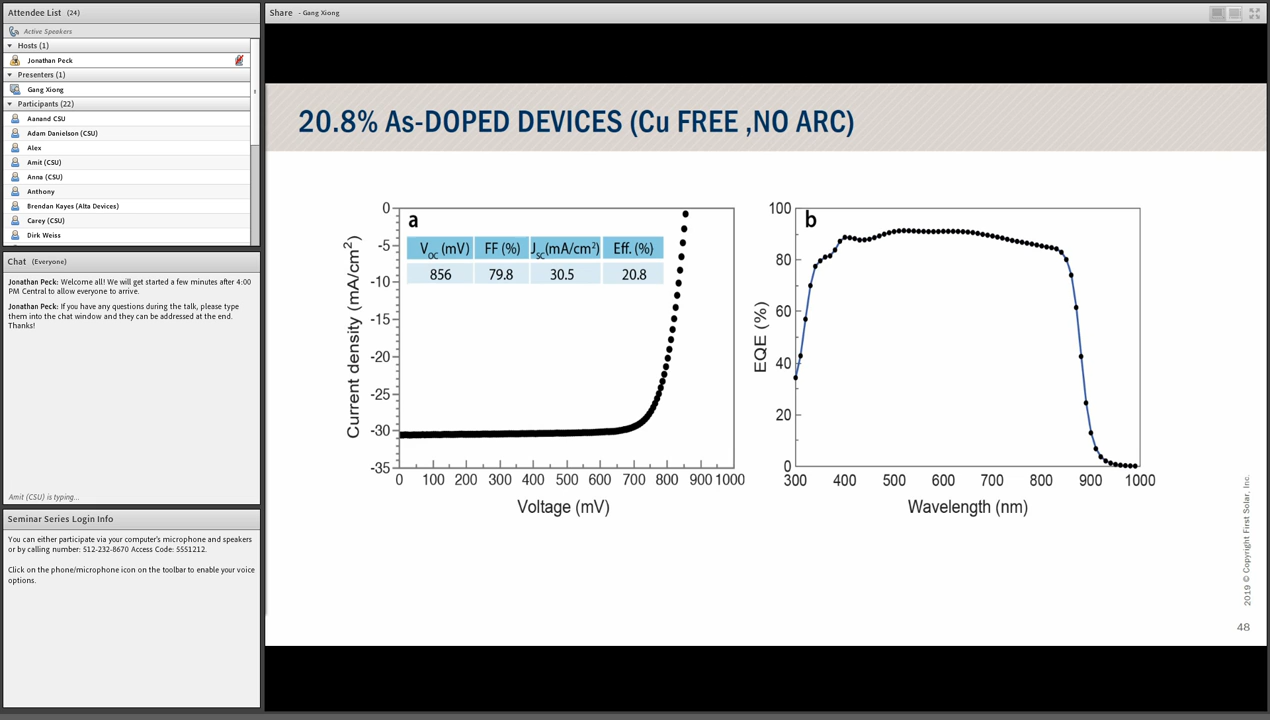 Attendee List (24)
Active Speakers
Hosts (1)
Jonathan Peck
Presenters (1)
Gang Xiong
Participants (22)
Aanand CSU
Adam Danielson (CSU)
Alex
Amit (CSU)
Anna (CSU)
Anthony
Brendan Kayes (Alta Devices)
Carey (CSU)
Dirk Weiss
Chat (Everyone)
Jonathan Peck: Welcome all! We will get started a few minutes after 4:00
PM Central to allow everyone to arrive.
Jonathan Peck: If you have any questions during the talk, please type
them into the chat window and they can be addressed at the end.
Thanks!
Amit (CSU) is typing...
Seminar Series Login Info
You can either participate via your computer's microphone and speakers
or by calling number: 512-232-8670 Access Code: 5551212.
Click on the phone/microphone icon on the toolbar to enable your voice
options.
Share - Gang Xiong
20.8% As-DOPED DEVICES (Cu FREE ,NO ARC)
a
V_OC (mV) FF (%) J_SC(mA/cm²) Eff. (%)
856 79.8 30.5 20.8
Current density (mA/cm²)
0
-5
-10
-15
-20
-25
-30
-35
0 100 200 300 400 500 600 700 800 900 1000
Voltage (mV)
b
EQE (%)
100
80
60
40
20
0
300 400 500 600 700 800 900 1000
Wavelength (nm)
2019 © Copyright First Solar, Inc.
48